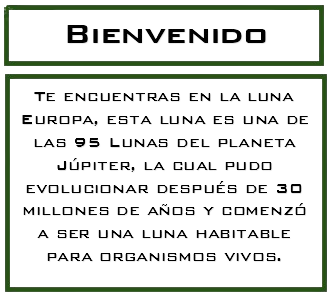 Bienvenido
Te encuentras en la luna
Europa, esta luna es una de
las 95 Lunas del planeta
Júpiter, la cual pudo
evolucionar después de 30
millones de años y comenzó
a ser una luna habitable
para organismos vivos.